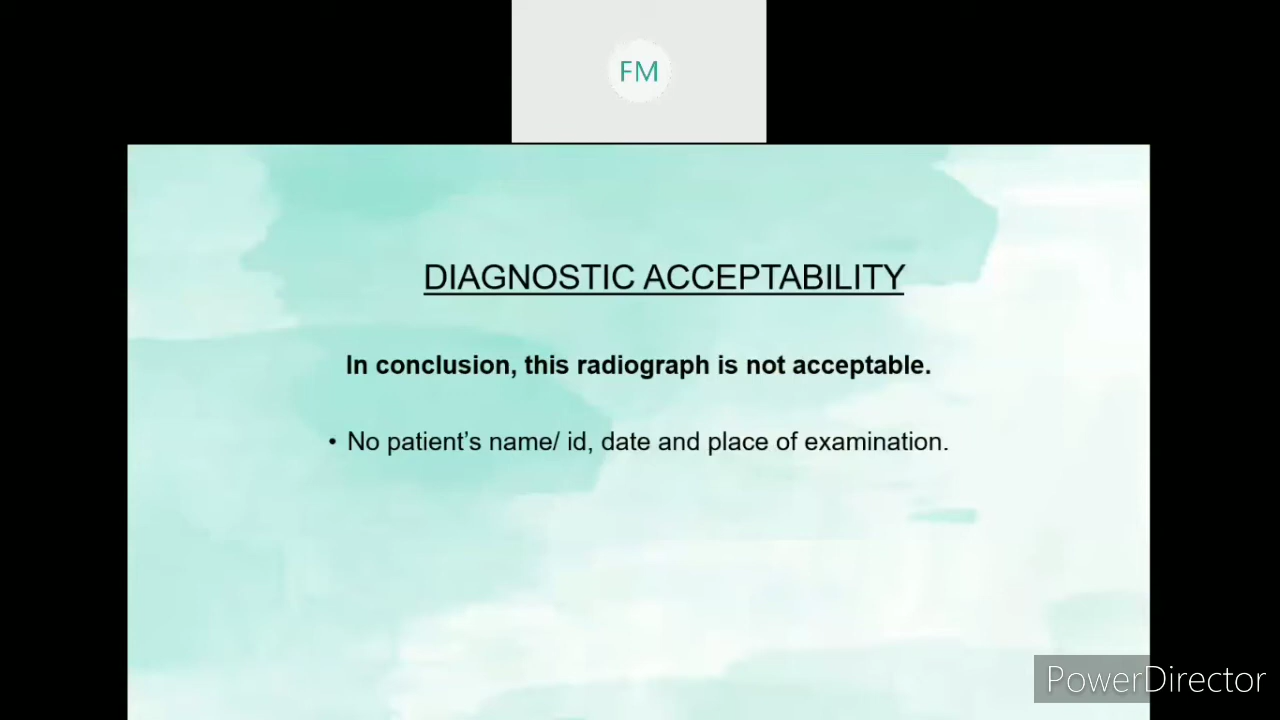 FM
DIAGNOSTIC ACCEPTABILITY
In conclusion, this radiograph is not acceptable.
• No patient’s name/ id, date and place of examination.
PowerDirector